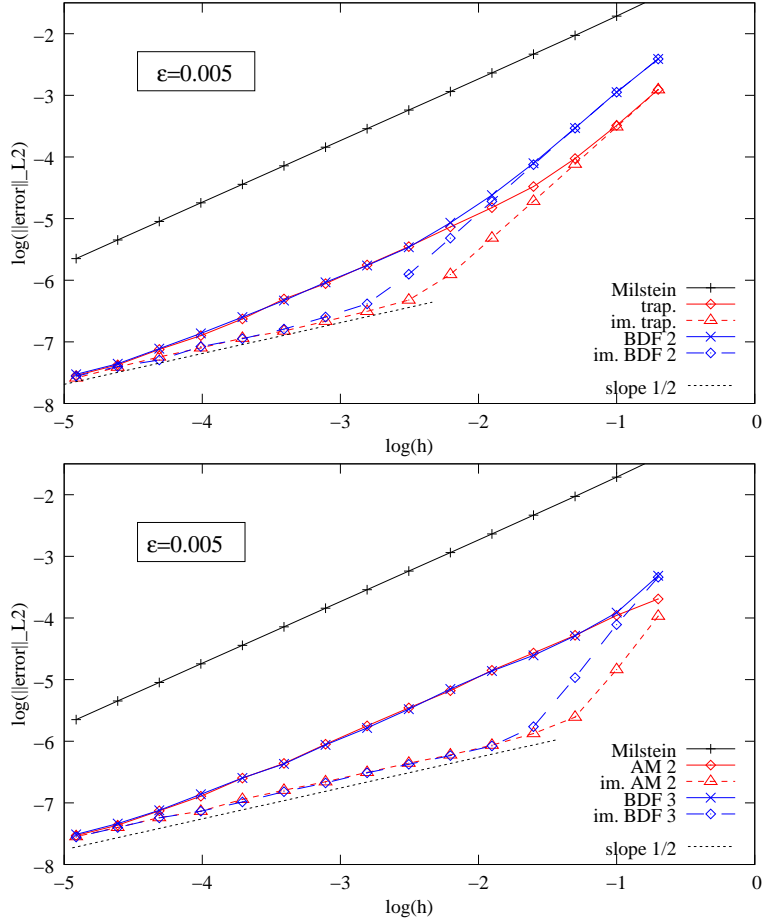 −2
−3
−4
−5
−6
−7
−8
log(||error||_L2)
ε=0.005
Milstein
trap.
im. trap.
BDF 2
im. BDF 2
slope 1/2
−5 −4 −3 −2 −1 0
log(h)
−2
−3
−4
−5
−6
−7
−8
log(||error||_L2)
ε=0.005
Milstein
AM 2
im. AM 2
BDF 3
im. BDF 3
slope 1/2
−5 −4 −3 −2 −1 0
log(h)